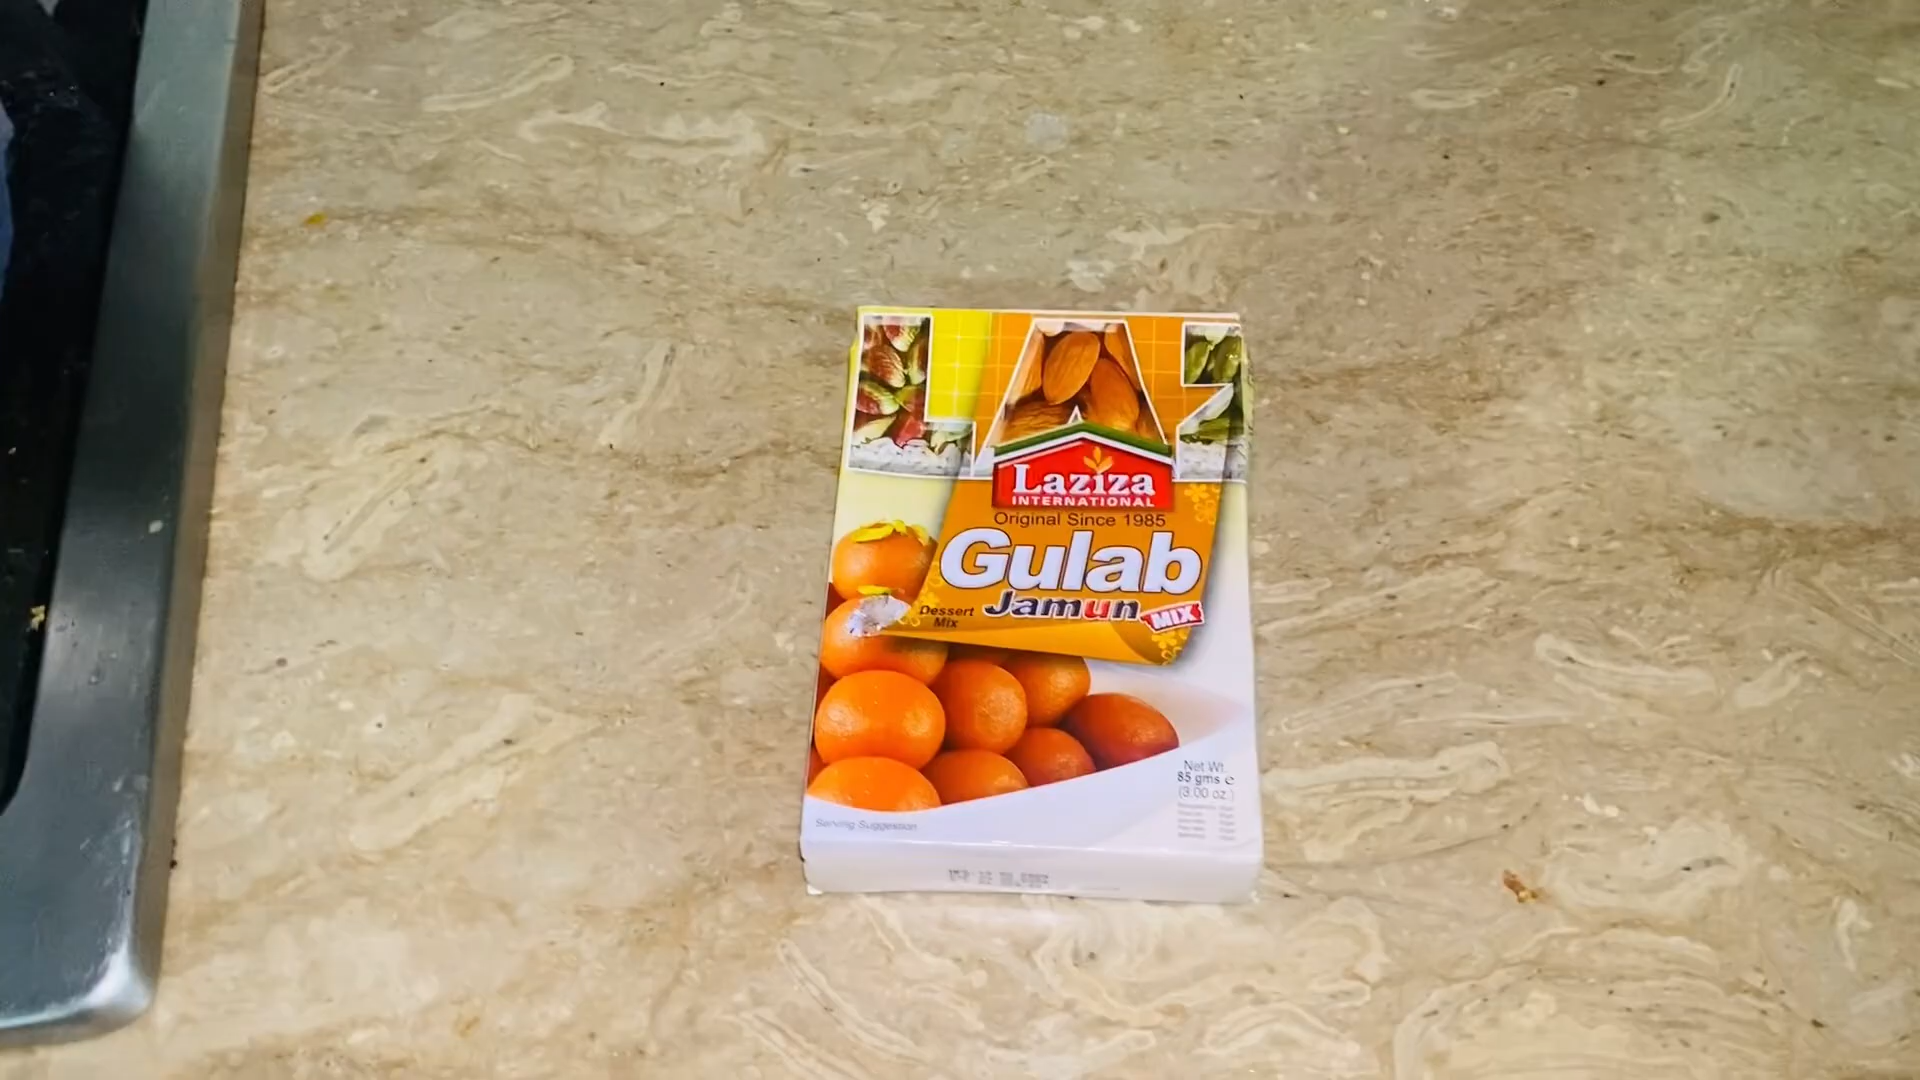 LAZ
Laziza
INTERNATIONAL
Original Since 1985
Gulab
Jamun MIX
Dessert
Mix
Net Wt.
85 gms e
(3.00 oz.)
Serving Suggestion